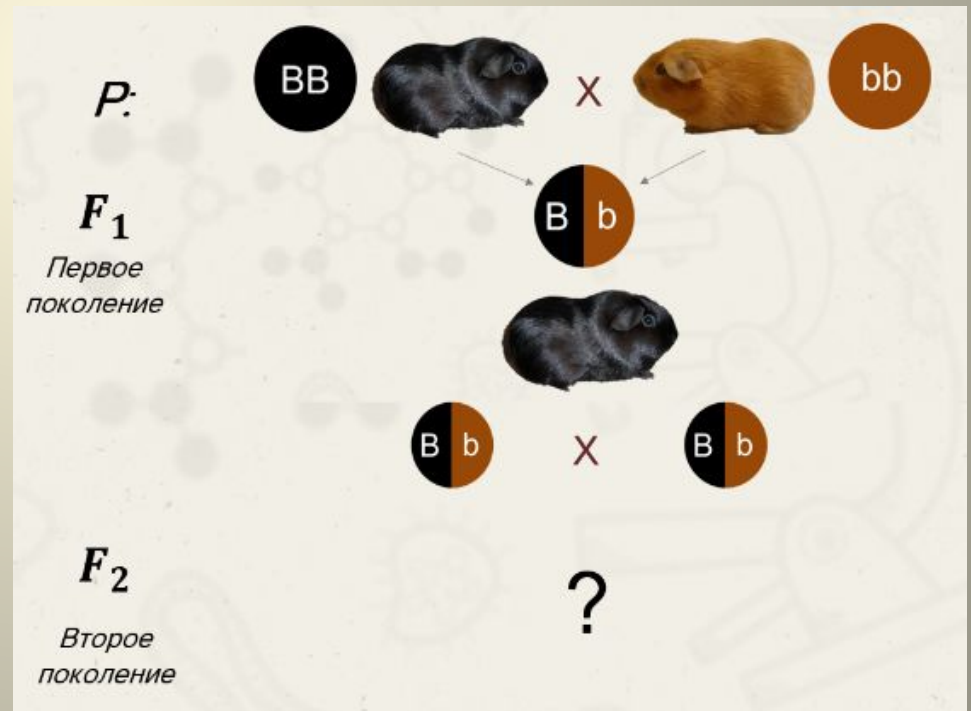 P: BB X bb
F₁ B b
Первое
поколение
B b X B b
F₂ ?
Второе
поколение